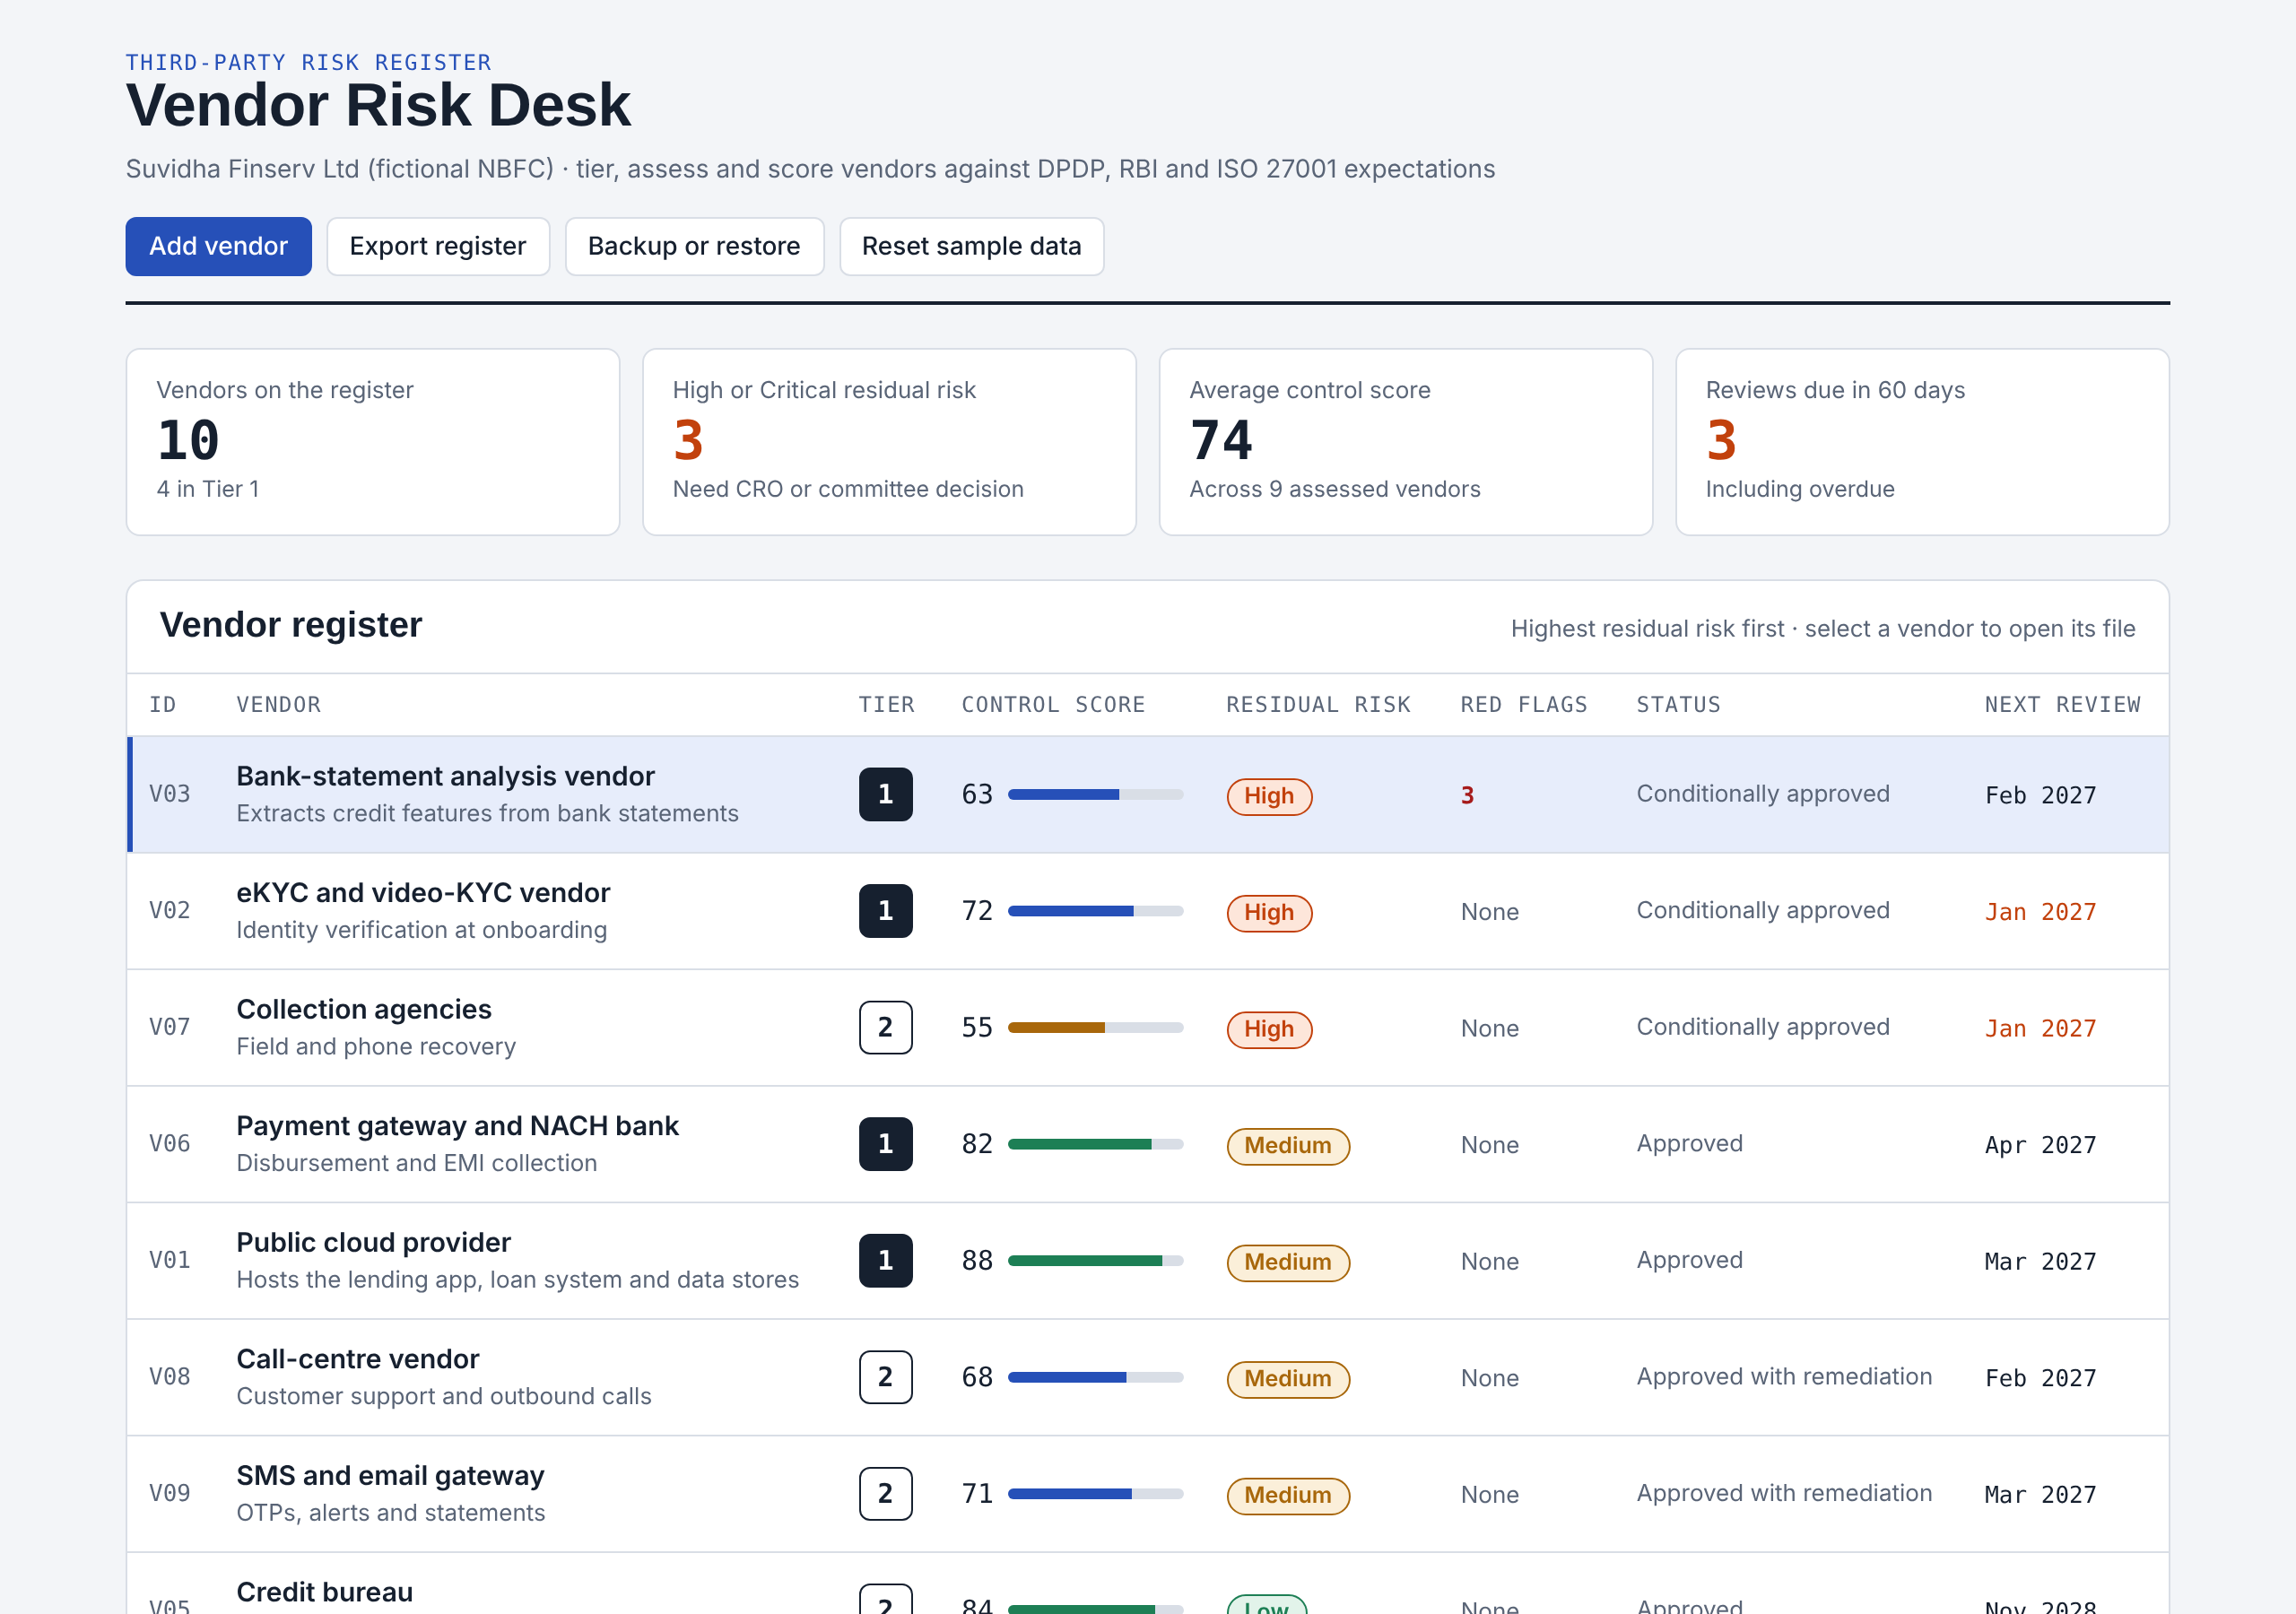 THIRD-PARTY RISK REGISTER
Vendor Risk Desk
Suvidha Finserv Ltd (fictional NBFC) · tier, assess and score vendors against DPDP, RBI and ISO 27001 expectations
Add vendor Export register Backup or restore Reset sample data
Vendors on the register
10
4 in Tier 1
High or Critical residual risk
3
Need CRO or committee decision
Average control score
74
Across 9 assessed vendors
Reviews due in 60 days
3
Including overdue
Vendor register
Highest residual risk first · select a vendor to open its file
ID VENDOR TIER CONTROL SCORE RESIDUAL RISK RED FLAGS STATUS NEXT REVIEW
V03 Bank-statement analysis vendor 1 63 High 3 Conditionally approved Feb 2027
Extracts credit features from bank statements
V02 eKYC and video-KYC vendor 1 72 High None Conditionally approved Jan 2027
Identity verification at onboarding
V07 Collection agencies 2 55 High None Conditionally approved Jan 2027
Field and phone recovery
V06 Payment gateway and NACH bank 1 82 Medium None Approved Apr 2027
Disbursement and EMI collection
V01 Public cloud provider 1 88 Medium None Approved Mar 2027
Hosts the lending app, loan system and data stores
V08 Call-centre vendor 2 68 Medium None Approved with remediation Feb 2027
Customer support and outbound calls
V09 SMS and email gateway 2 71 Medium None Approved with remediation Mar 2027
OTPs, alerts and statements
V05 Credit bureau 2 84 Low None Approved Nov 2028